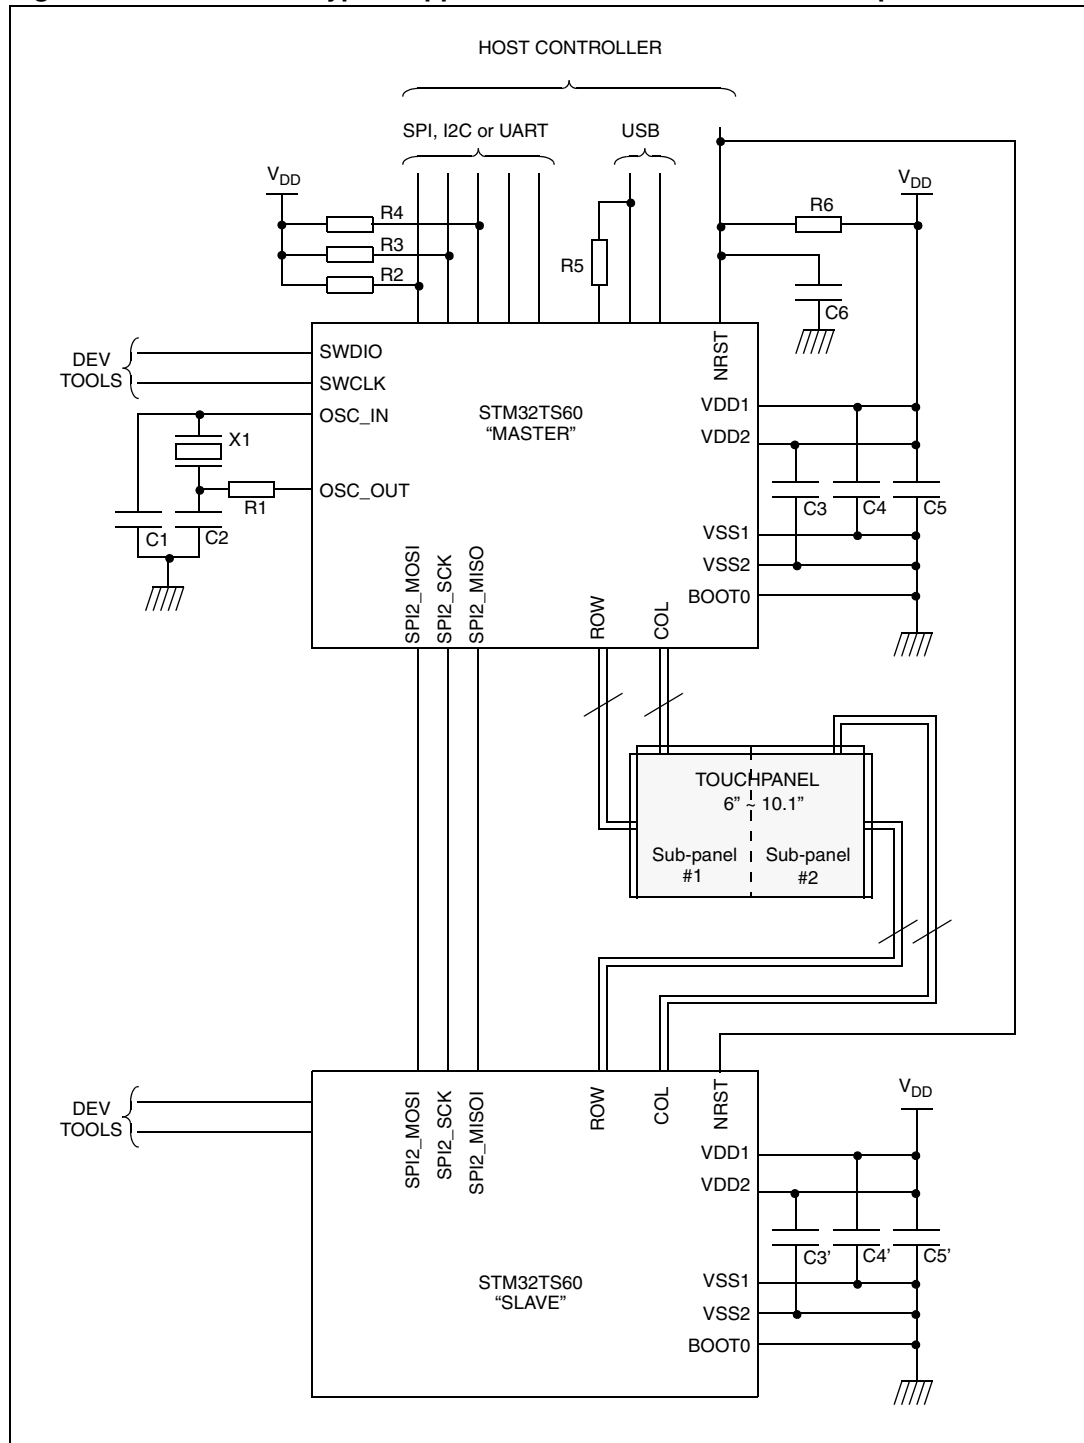 HOST CONTROLLER
SPI, I2C or UART
USB
VDD
VDD
R4
R3
R2
R5
R6
C6
DEV
TOOLS
SWDIO
SWCLK
OSC_IN
OSC_OUT
X1
R1
C1
C2
STM32TS60
“MASTER”
NRST
VDD1
VDD2
C3
C4
C5
VSS1
VSS2
BOOT0
SPI2_MOSI
SPI2_SCK
SPI2_MISO
ROW
COL
TOUCHPANEL
6” ~ 10.1”
Sub-panel
#1
Sub-panel
#2
DEV
TOOLS
SPI2_MOSI
SPI2_SCK
SPI2_MISOI
ROW
COL
NRST
VDD
VDD1
VDD2
C3'
C4'
C5'
STM32TS60
“SLAVE”
VSS1
VSS2
BOOT0